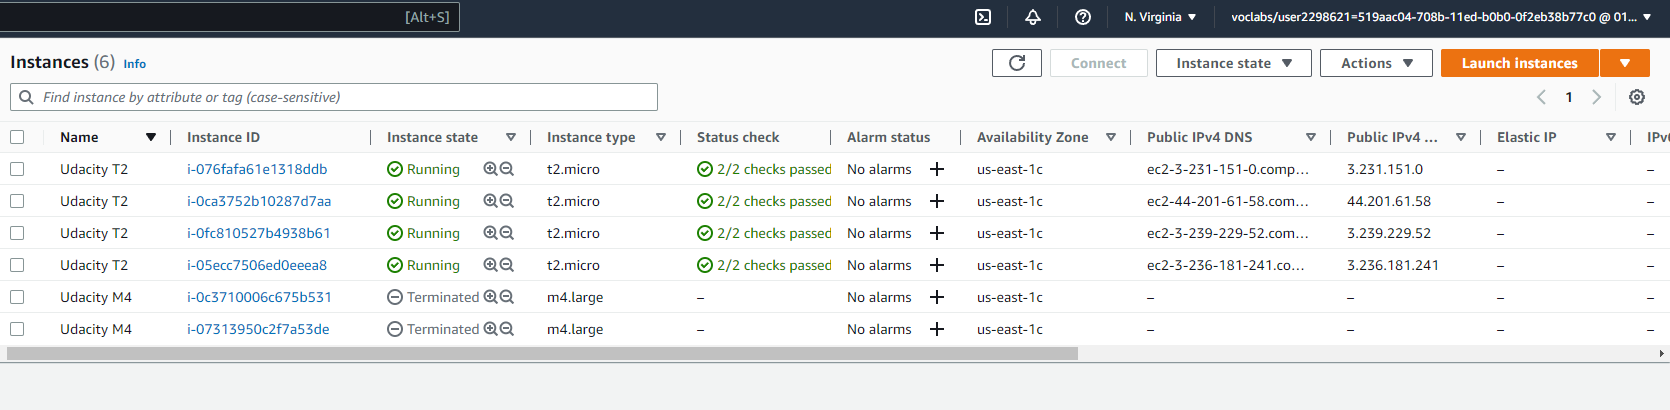 [Alt+S] N. Virginia voclabs/user2298621=519aac04-708b-11ed-b0b0-0f2eb38b77c0 @ 01...
Instances (6) Info Connect Instance state Actions Launch instances
Find instance by attribute or tag (case-sensitive) 1
Name Instance ID Instance state Instance type Status check Alarm status Availability Zone Public IPv4 DNS Public IPv4 ... Elastic IP
Udacity T2 i-076fafa61e1318ddb Running t2.micro 2/2 checks passed No alarms + us-east-1c ec2-3-231-151-0.comp... 3.231.151.0 – –
Udacity T2 i-0ca3752b10287d7aa Running t2.micro 2/2 checks passed No alarms + us-east-1c ec2-44-201-61-58.com... 44.201.61.58 – –
Udacity T2 i-0fc810527b4938b61 Running t2.micro 2/2 checks passed No alarms + us-east-1c ec2-3-239-229-52.com... 3.239.229.52 – –
Udacity T2 i-05ecc7506ed0eeea8 Running t2.micro 2/2 checks passed No alarms + us-east-1c ec2-3-236-181-241.co... 3.236.181.241 – –
Udacity M4 i-0c3710006c675b531 Terminated m4.large – No alarms + us-east-1c – – – –
Udacity M4 i-07313950c2f7a53de Terminated m4.large – No alarms + us-east-1c – – – –